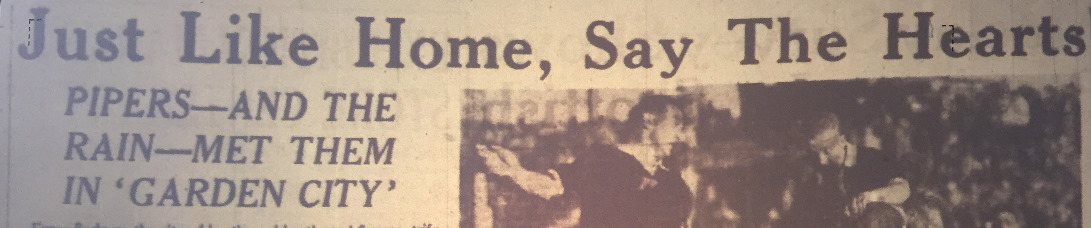 Just Like Home, Say The Hearts
PIPERS—AND THE
RAIN—MET THEM
IN ‘GARDEN CITY’